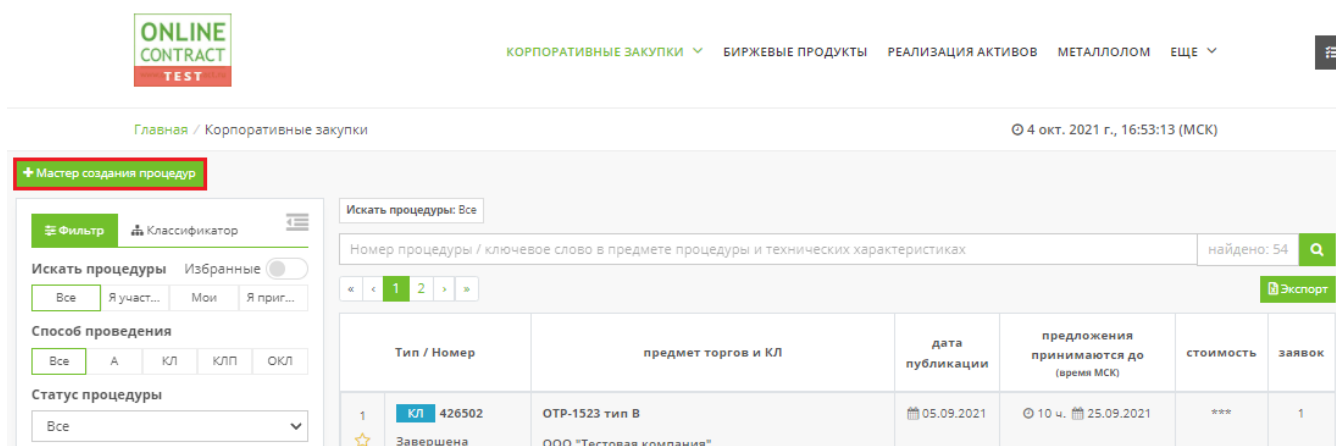 ONLINE
CONTRACT
TEST
КОРПОРАТИВНЫЕ ЗАКУПКИ БИРЖЕВЫЕ ПРОДУКТЫ РЕАЛИЗАЦИЯ АКТИВОВ МЕТАЛЛОЛОМ ЕЩЕ
Главная / Корпоративные закупки 4 окт. 2021 г., 16:53:13 (МСК)
+ Мастер создания процедур
Искать процедуры: Все
Фильтр Классификатор
Номер процедуры / ключевое слово в предмете процедуры и технических характеристиках найдено: 54
Искать процедуры Избранные
« ‹ 1 2 › » Экспорт
Все Я участ... Мои Я приг...
Способ проведения
Все А КЛ КЛП ОКЛ
Тип / Номер предмет торгов и КЛ дата публикации предложения принимаются до (время МСК) стоимость заявок
Статус процедуры
Все
1 КЛ 426502 ОТР-1523 тип В 05.09.2021 10 ч. 25.09.2021 *** 1
Завершена ООО "Тестовая компания"